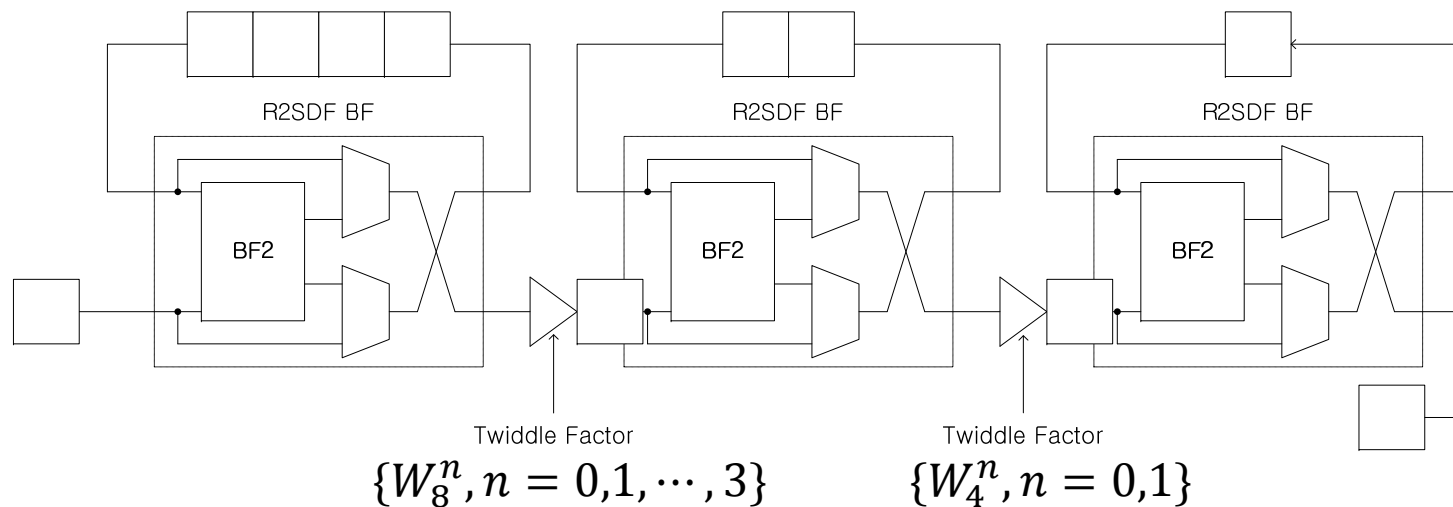 R2SDF BF
R2SDF BF
R2SDF BF
BF2
BF2
BF2
Twiddle Factor
Twiddle Factor
{W_8^n, n = 0,1, ⋯ , 3}
{W_4^n, n = 0,1}